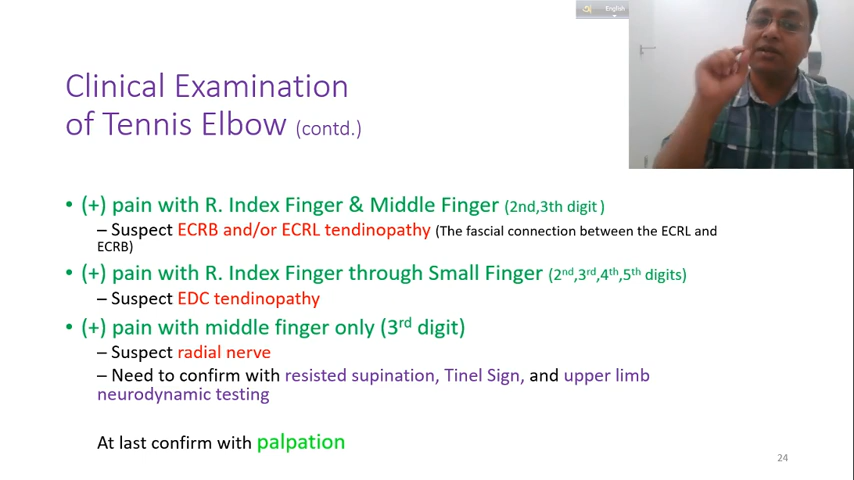 অ English
Clinical Examination
of Tennis Elbow (contd.)
• (+) pain with R. Index Finger & Middle Finger (2nd,3th digit )
– Suspect ECRB and/or ECRL tendinopathy (The fascial connection between the ECRL and
ECRB)
• (+) pain with R. Index Finger through Small Finger (2nd,3rd,4th,5th digits)
– Suspect EDC tendinopathy
• (+) pain with middle finger only (3rd digit)
– Suspect radial nerve
– Need to confirm with resisted supination, Tinel Sign, and upper limb
neurodynamic testing
At last confirm with palpation
24